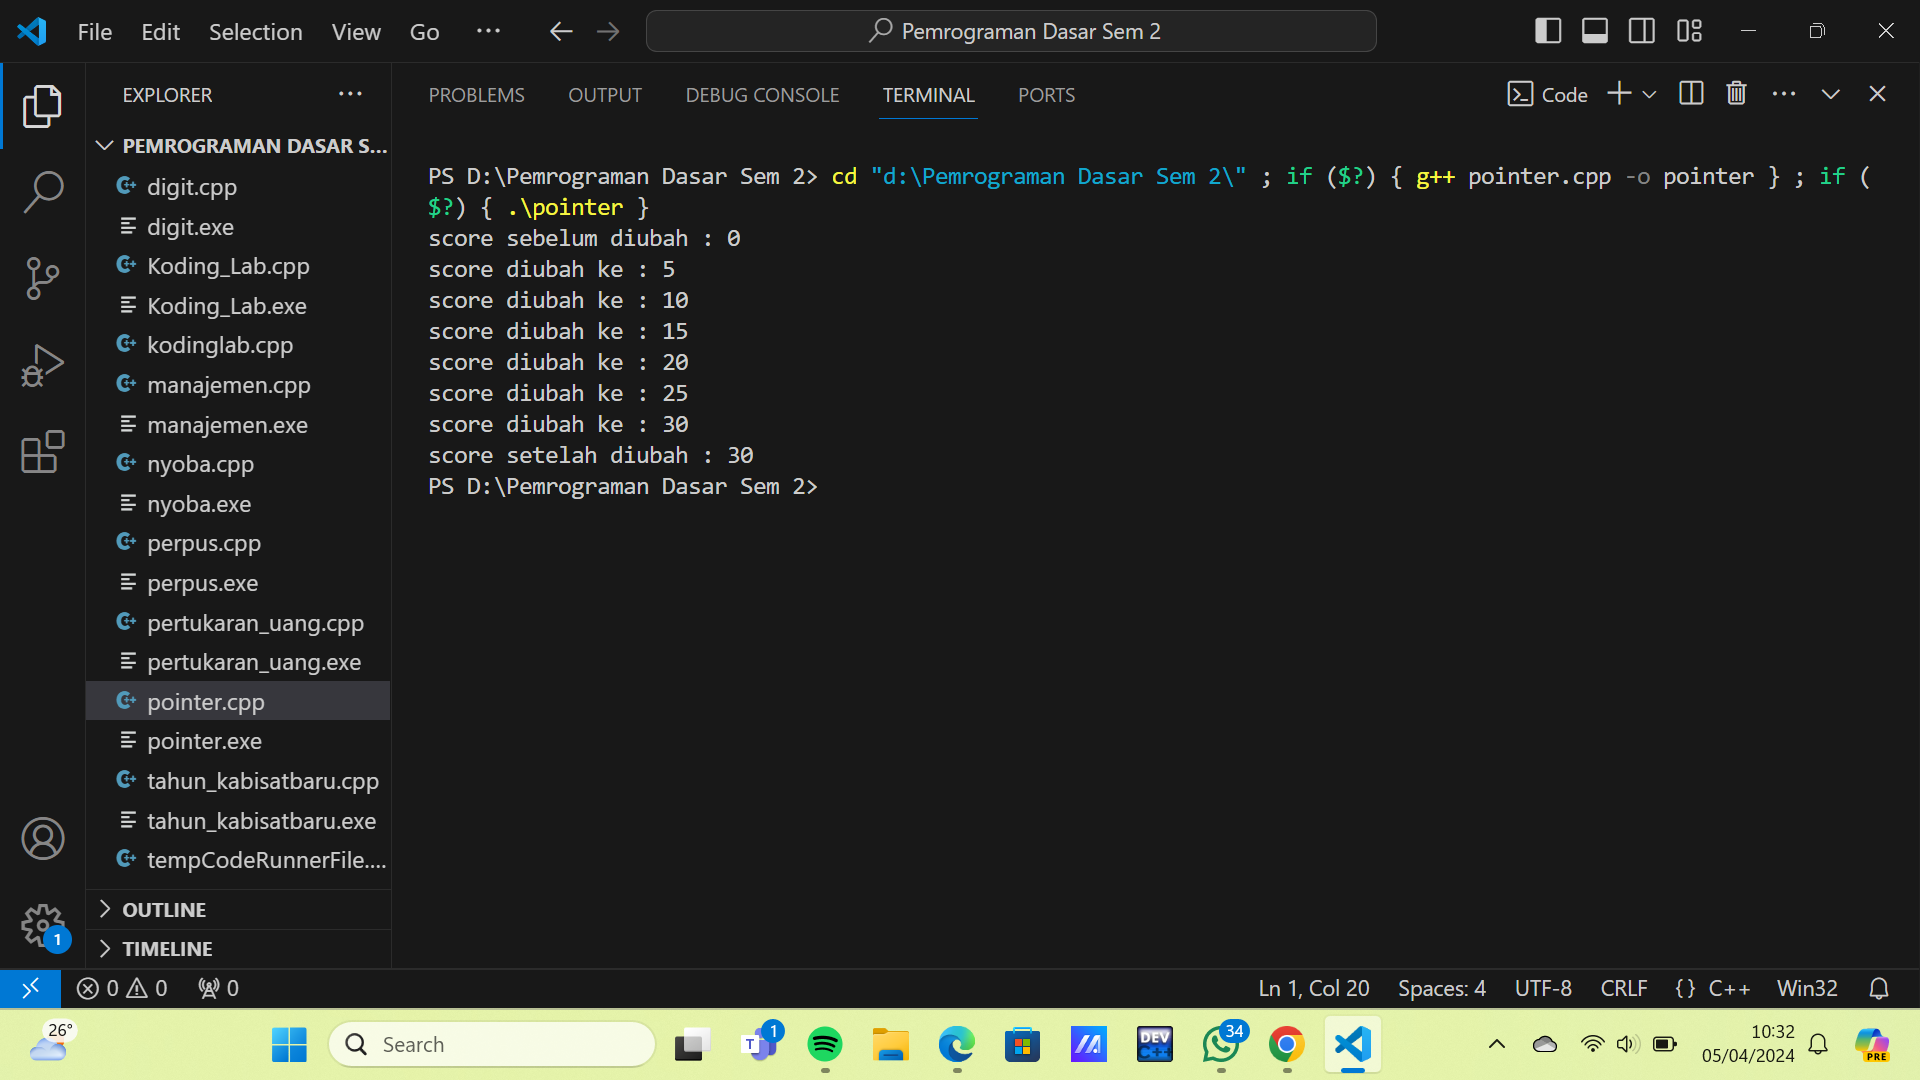 File Edit Selection View Go ...
Pemrograman Dasar Sem 2
EXPLORER ...
PROBLEMS OUTPUT DEBUG CONSOLE TERMINAL PORTS
Code
PEMROGRAMAN DASAR S...
digit.cpp
digit.exe
Koding_Lab.cpp
Koding_Lab.exe
kodinglab.cpp
manajemen.cpp
manajemen.exe
nyoba.cpp
nyoba.exe
perpus.cpp
perpus.exe
pertukaran_uang.cpp
pertukaran_uang.exe
pointer.cpp
pointer.exe
tahun_kabisatbaru.cpp
tahun_kabisatbaru.exe
tempCodeRunnerFile....
OUTLINE
TIMELINE
PS D:\Pemrograman Dasar Sem 2> cd "d:\Pemrograman Dasar Sem 2\" ; if ($?) { g++ pointer.cpp -o pointer } ; if (
$?) { .\pointer }
score sebelum diubah : 0
score diubah ke : 5
score diubah ke : 10
score diubah ke : 15
score diubah ke : 20
score diubah ke : 25
score diubah ke : 30
score setelah diubah : 30
PS D:\Pemrograman Dasar Sem 2>
1
0 0 0
Ln 1, Col 20 Spaces: 4 UTF-8 CRLF {} C++ Win32
26°
Search
T 1
DEV C++
34
10:32
05/04/2024
PRE